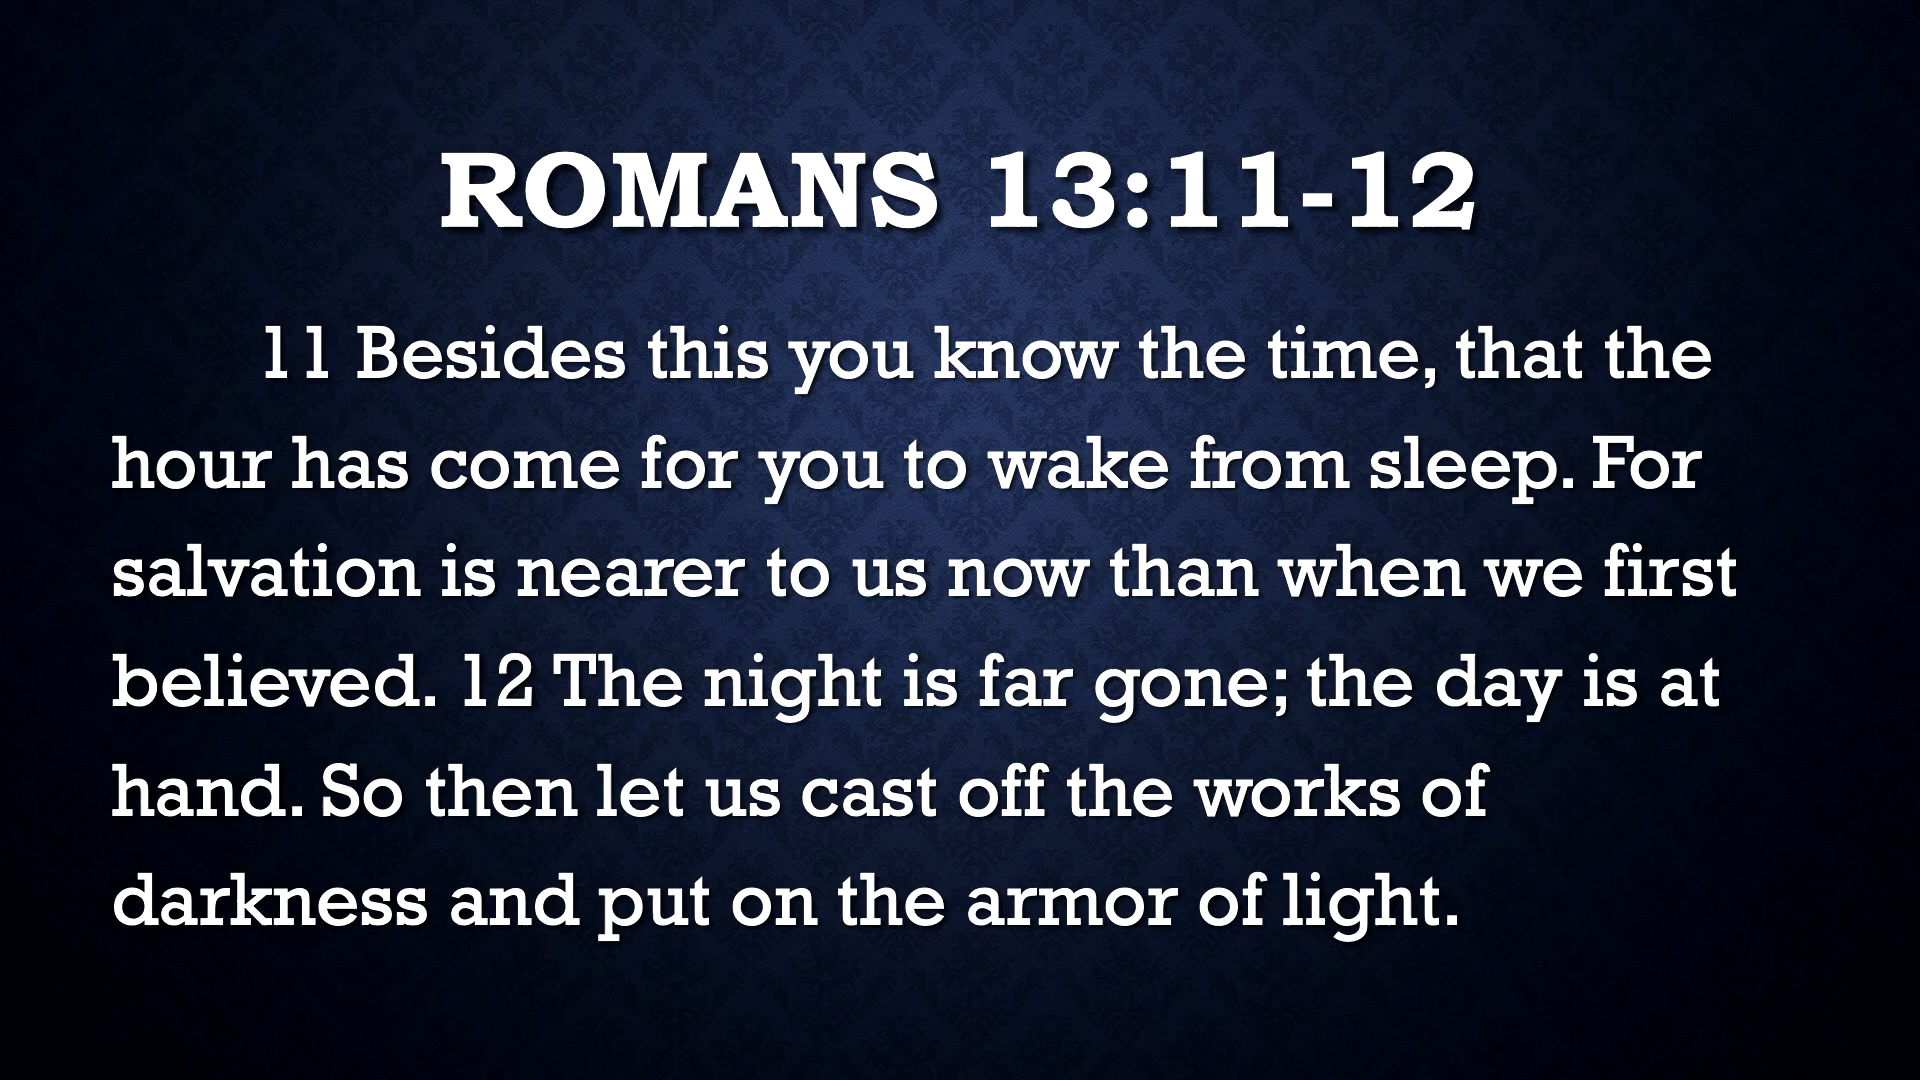 ROMANS 13:11-12
11 Besides this you know the time, that the
hour has come for you to wake from sleep. For
salvation is nearer to us now than when we first
believed. 12 The night is far gone; the day is at
hand. So then let us cast off the works of
darkness and put on the armor of light.